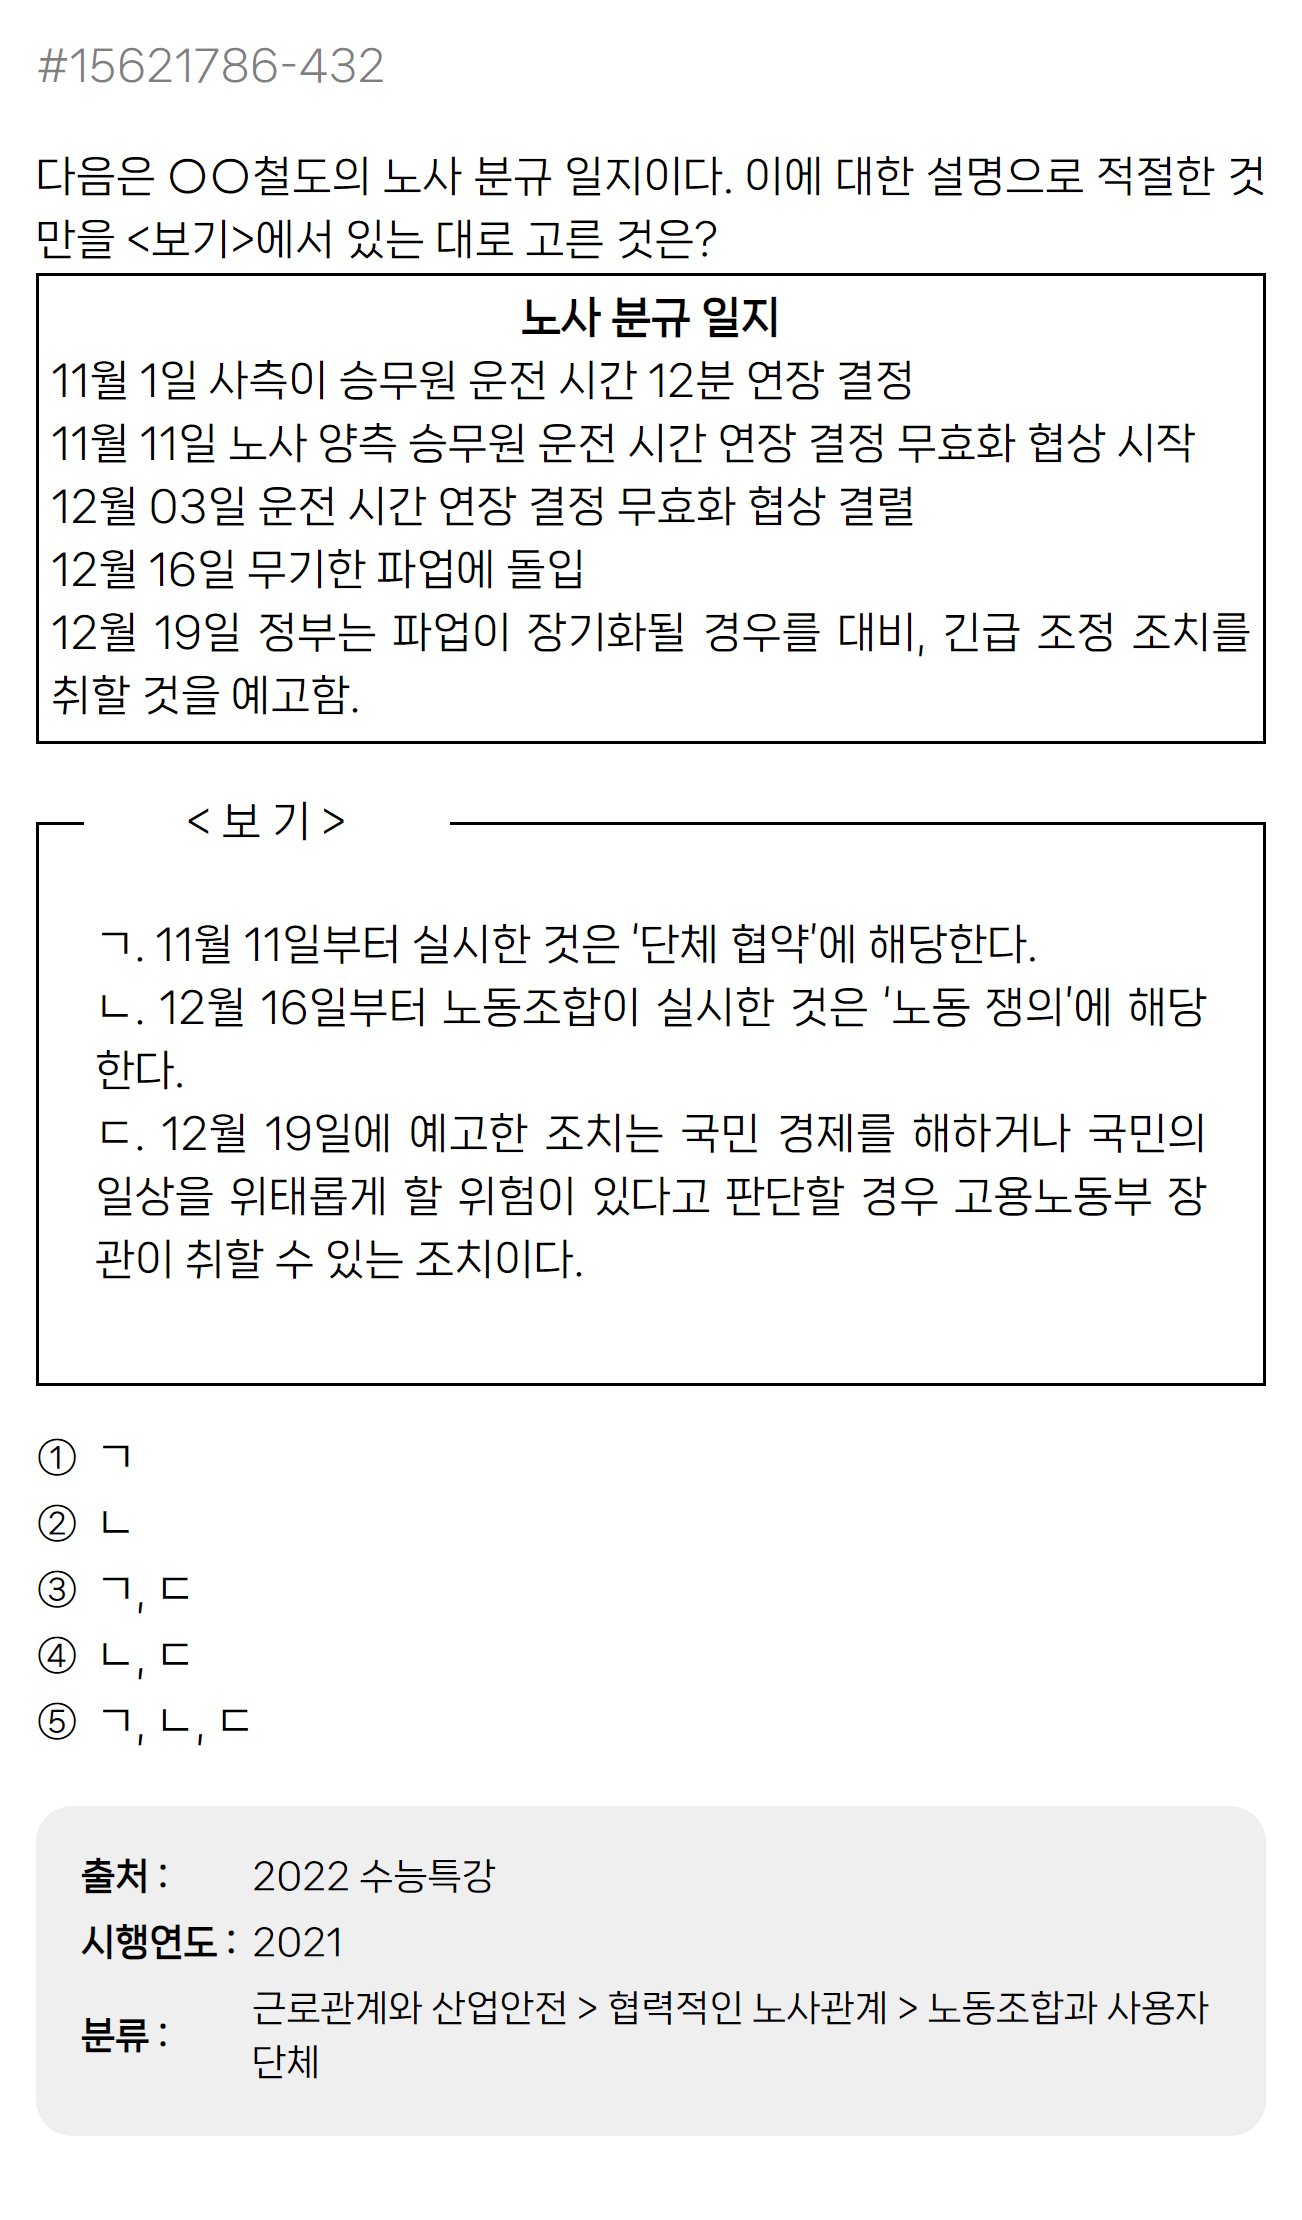 #15621786-432
다음은 ○○철도의 노사 분규 일지이다. 이에 대한 설명으로 적절한 것
만을 <보기>에서 있는 대로 고른 것은?
노사 분규 일지
11월 1일 사측이 승무원 운전 시간 12분 연장 결정
11월 11일 노사 양측 승무원 운전 시간 연장 결정 무효화 협상 시작
12월 03일 운전 시간 연장 결정 무효화 협상 결렬
12월 16일 무기한 파업에 돌입
12월 19일 정부는 파업이 장기화될 경우를 대비, 긴급 조정 조치를
취할 것을 예고함.
< 보 기 >
ㄱ. 11월 11일부터 실시한 것은 '단체 협약'에 해당한다.
ㄴ. 12월 16일부터 노동조합이 실시한 것은 '노동 쟁의'에 해당
한다.
ㄷ. 12월 19일에 예고한 조치는 국민 경제를 해하거나 국민의
일상을 위태롭게 할 위험이 있다고 판단할 경우 고용노동부 장
관이 취할 수 있는 조치이다.
① ㄱ
② ㄴ
③ ㄱ, ㄷ
④ ㄴ, ㄷ
⑤ ㄱ, ㄴ, ㄷ
출처 : 2022 수능특강
시행연도 : 2021
분류 : 근로관계와 산업안전 > 협력적인 노사관계 > 노동조합과 사용자
단체